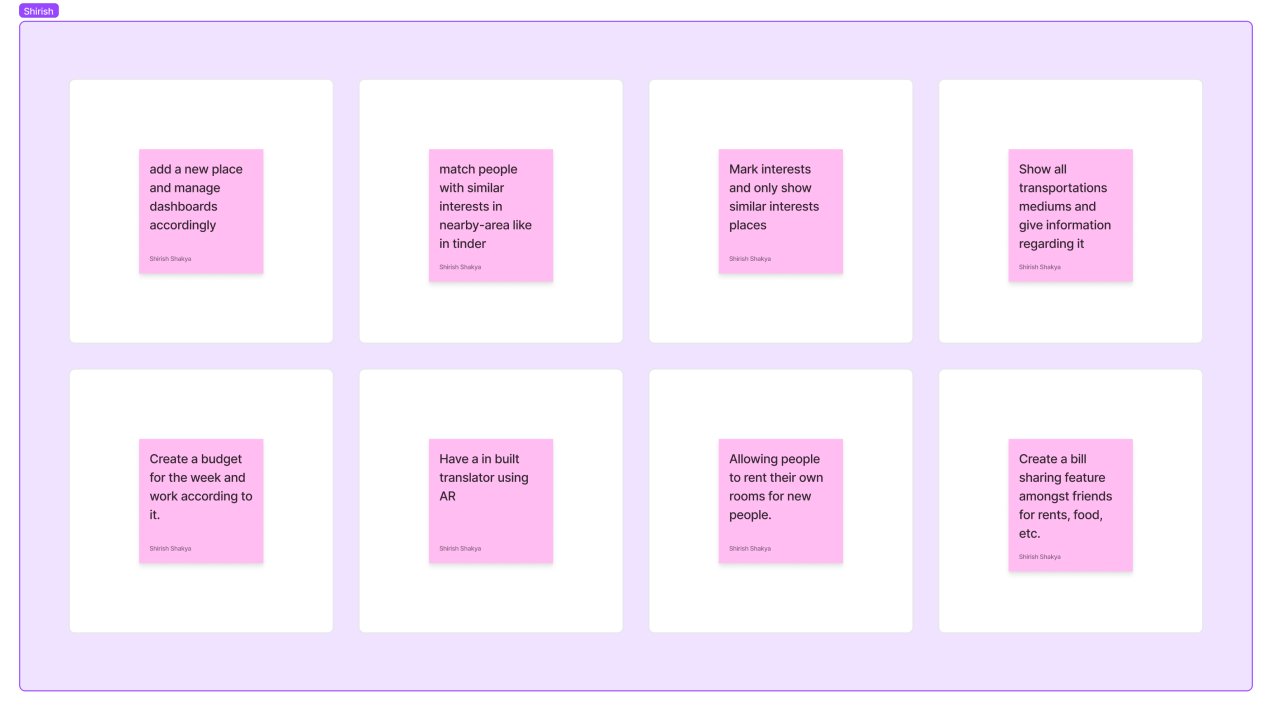 Shirish
add a new place
and manage
dashboards
accordingly
Shirish Shakya
match people
with similar
interests in
nearby-area like
in tinder
Shirish Shakya
Mark interests
and only show
similar interests
places
Shirish Shakya
Show all
transportations
mediums and
give information
regarding it
Shirish Shakya
Create a budget
for the week and
work according to
it.
Shirish Shakya
Have a in built
translator using
AR
Shirish Shakya
Allowing people
to rent their own
rooms for new
people.
Shirish Shakya
Create a bill
sharing feature
amongst friends
for rents, food,
etc.
Shirish Shakya